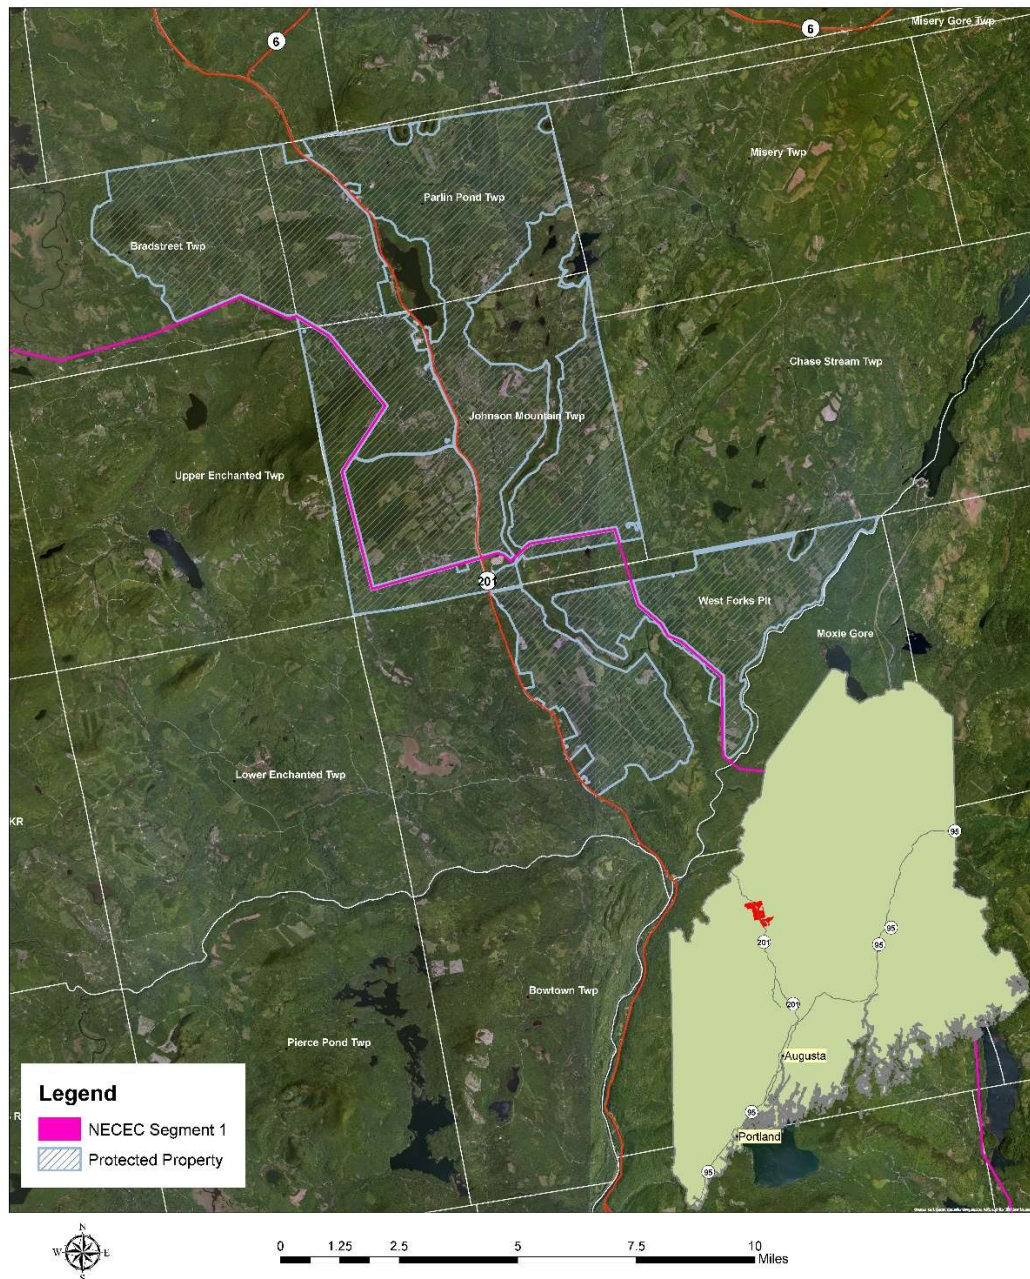 Misery Gore Twp
6
6
Misery Twp
Parlin Pond Twp
Bradstreet Twp
Chase Stream Twp
Johnson Mountain Twp
Upper Enchanted Twp
201
West Forks Plt
Moxie Gore
Lower Enchanted Twp
KR
95
95
201
95
Bowtown Twp
201
Pierce Pond Twp
Augusta
Legend
NECEC Segment 1
Protected Property
R
95
Portland
95
N
W
E
S
0 1.25 2.5 5 7.5 10
Miles